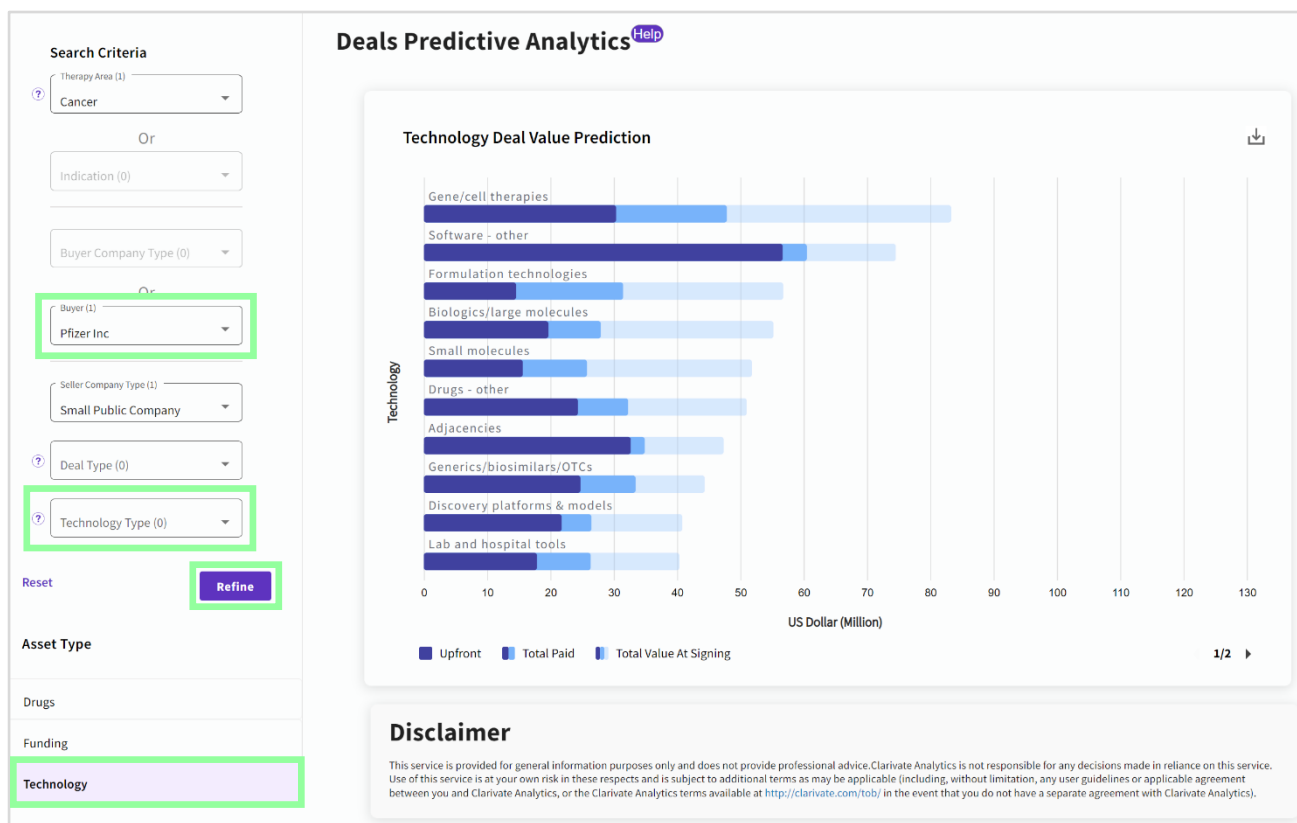 Search Criteria
Therapy Area (1)
?
Cancer
Or
Indication (0)
Buyer Company Type (0)
Or
Buyer (1)
Pfizer Inc
Seller Company Type (1)
Small Public Company
?
Deal Type (0)
?
Technology Type (0)
Reset
Refine
Asset Type
Drugs
Funding
Technology
Deals Predictive Analytics Help
Technology Deal Value Prediction
Technology
Gene/cell therapies
Software - other
Formulation technologies
Biologics/large molecules
Small molecules
Drugs - other
Adjacencies
Generics/biosimilars/OTCs
Discovery platforms & models
Lab and hospital tools
0 10 20 30 40 50 60 70 80 90 100 110 120 130
US Dollar (Million)
Upfront Total Paid Total Value At Signing
1/2
Disclaimer
This service is provided for general information purposes only and does not provide professional advice.Clarivate Analytics is not responsible for any decisions made in reliance on this service.
Use of this service is at your own risk in these respects and is subject to additional terms as may be applicable (including, without limitation, any user guidelines or applicable agreement
between you and Clarivate Analytics, or the Clarivate Analytics terms available at http://clarivate.com/tob/ in the event that you do not have a separate agreement with Clarivate Analytics).